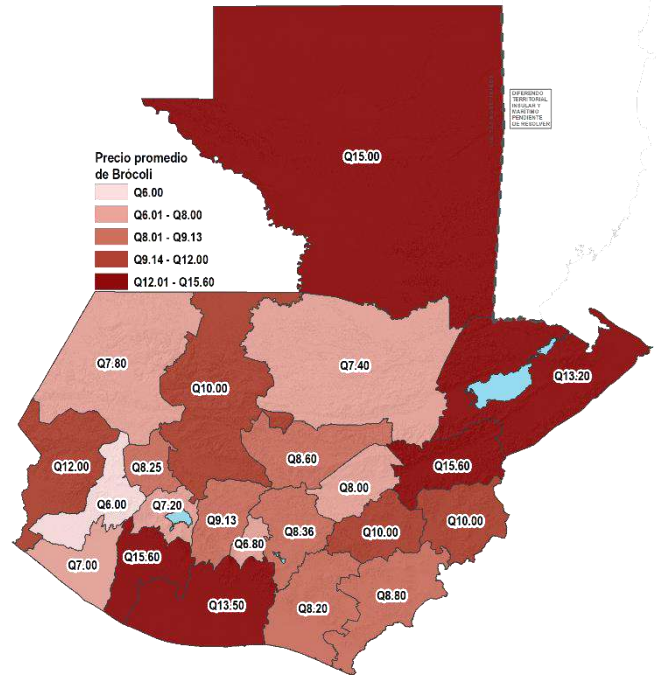 DIFERENDO
TERRITORIAL
INSULAR Y
MARÍTIMO
PENDIENTE
DE RESOLVER
Q15.00
Precio promedio
de Brócoli
Q6.00
Q6.01 - Q8.00
Q8.01 - Q9.13
Q9.14 - Q12.00
Q12.01 - Q15.60
Q7.80
Q7.40
Q10.00
Q13.20
Q12.00
Q8.25
Q8.60
Q15.60
Q8.00
Q6.00
Q7.20
Q9.13
Q8.36
Q10.00
Q10.00
Q6.80
Q7.00
Q15.60
Q13.50
Q8.20
Q8.80